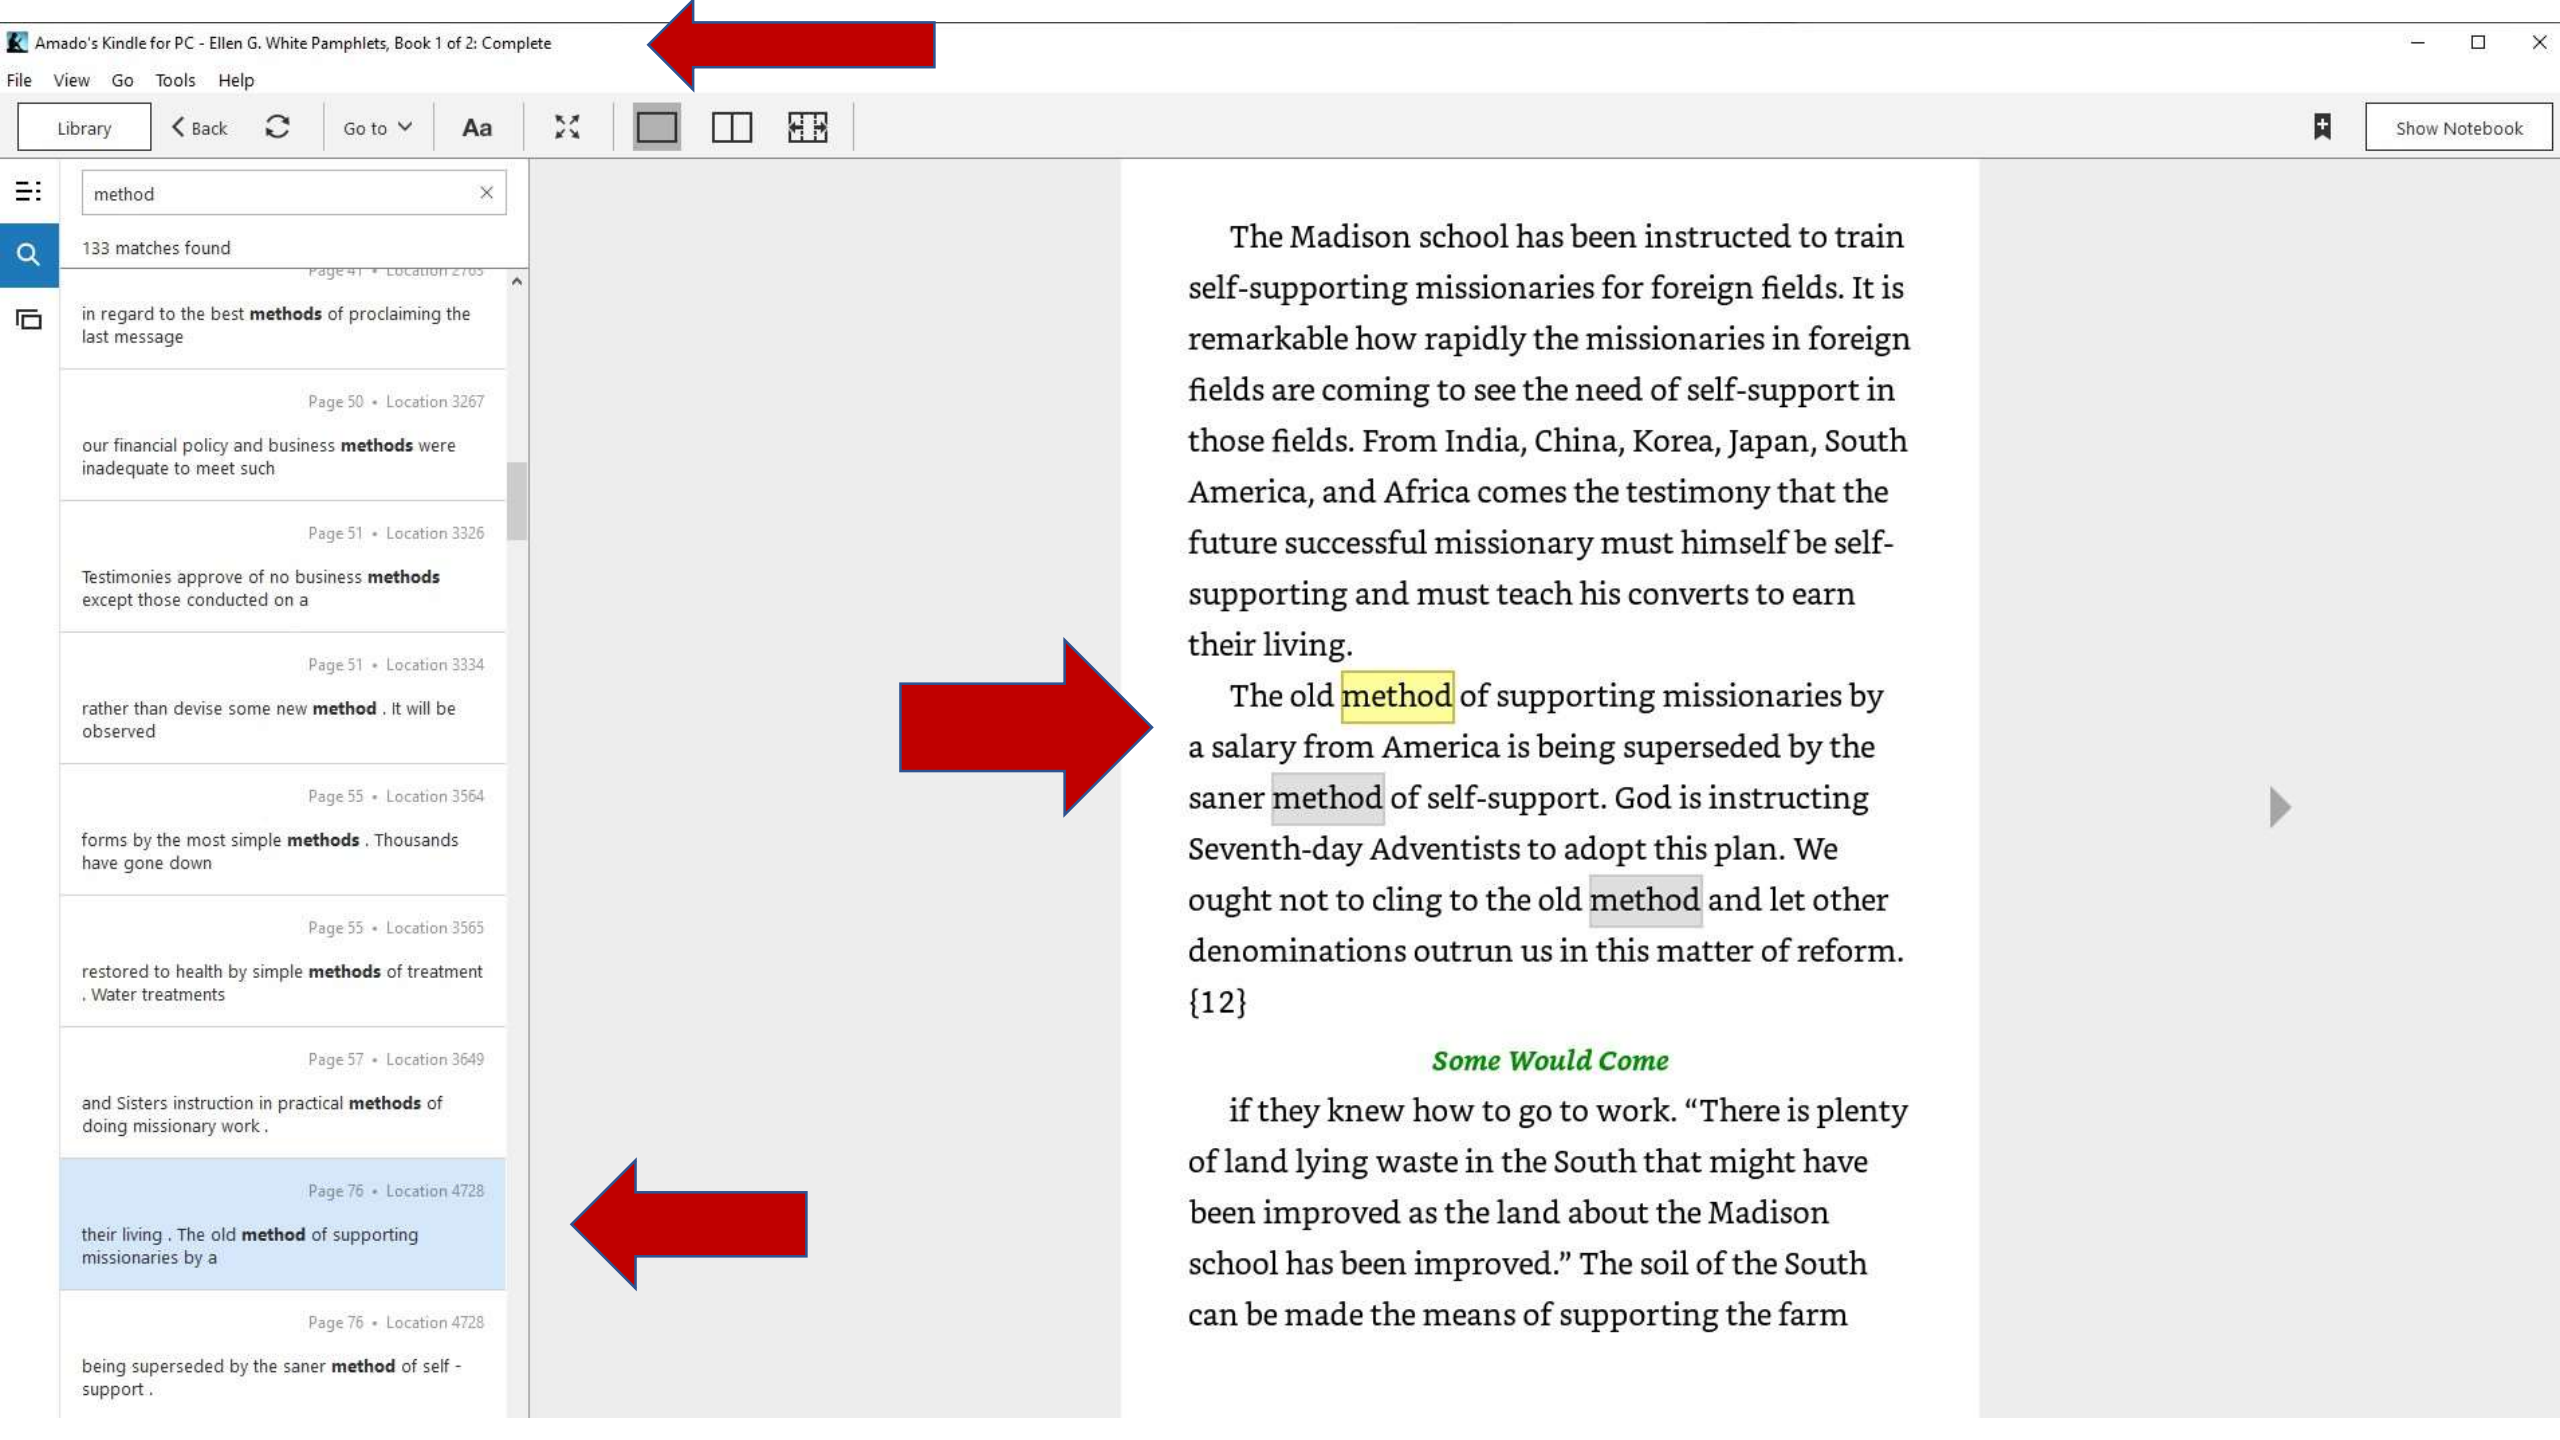 Amado's Kindle for PC - Ellen G. White Pamphlets, Book 1 of 2: Complete
File View Go Tools Help
Library Back Go to Aa Show Notebook
method
133 matches found
Page 41 • Location 2765
in regard to the best methods of proclaiming the
last message
Page 50 • Location 3267
our financial policy and business methods were
inadequate to meet such
Page 51 • Location 3326
Testimonies approve of no business methods
except those conducted on a
Page 51 • Location 3334
rather than devise some new method . It will be
observed
Page 55 • Location 3564
forms by the most simple methods . Thousands
have gone down
Page 55 • Location 3565
restored to health by simple methods of treatment
. Water treatments
Page 57 • Location 3649
and Sisters instruction in practical methods of
doing missionary work .
Page 76 • Location 4728
their living . The old method of supporting
missionaries by a
Page 76 • Location 4728
being superseded by the saner method of self -
support .
The Madison school has been instructed to train
self-supporting missionaries for foreign fields. It is
remarkable how rapidly the missionaries in foreign
fields are coming to see the need of self-support in
those fields. From India, China, Korea, Japan, South
America, and Africa comes the testimony that the
future successful missionary must himself be self-
supporting and must teach his converts to earn
their living.
The old method of supporting missionaries by
a salary from America is being superseded by the
saner method of self-support. God is instructing
Seventh-day Adventists to adopt this plan. We
ought not to cling to the old method and let other
denominations outrun us in this matter of reform.
{12}
Some Would Come
if they knew how to go to work. “There is plenty
of land lying waste in the South that might have
been improved as the land about the Madison
school has been improved.” The soil of the South
can be made the means of supporting the farm